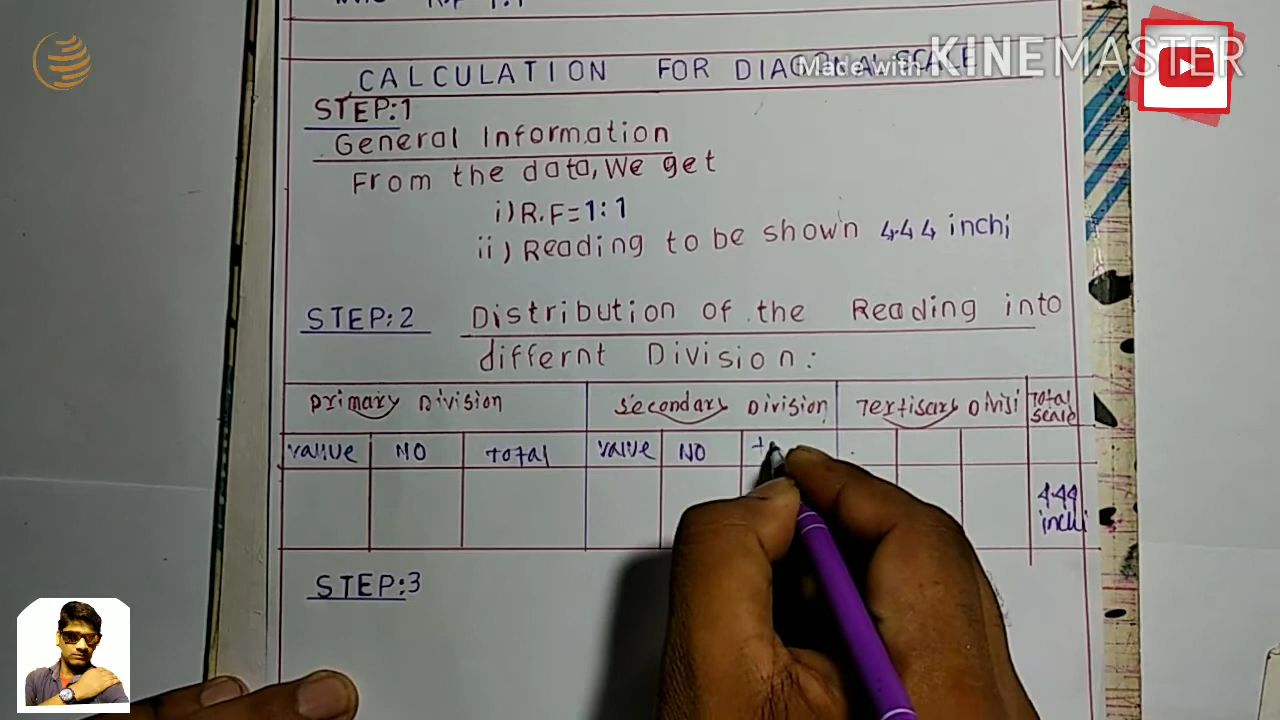 CALCULATION FOR DIAGONAL SCALE
Made with KINEMASTER
STEP:1
General Information
From the data, We get
i) R.F=1:1
ii) Reading to be shown 4.44 inchi
STEP:2 Distribution of the Reading into
differnt Division:
Primary Division Secondary Division Tertisary Divisi Total scale
value NO total value NO
4.44
inchi
STEP:3